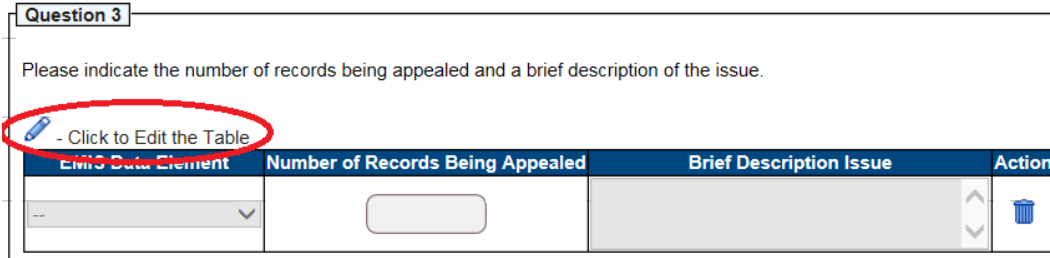 Question 3
Please indicate the number of records being appealed and a brief description of the issue.
- Click to Edit the Table
EMIS Data Element Number of Records Being Appealed Brief Description Issue Action
--